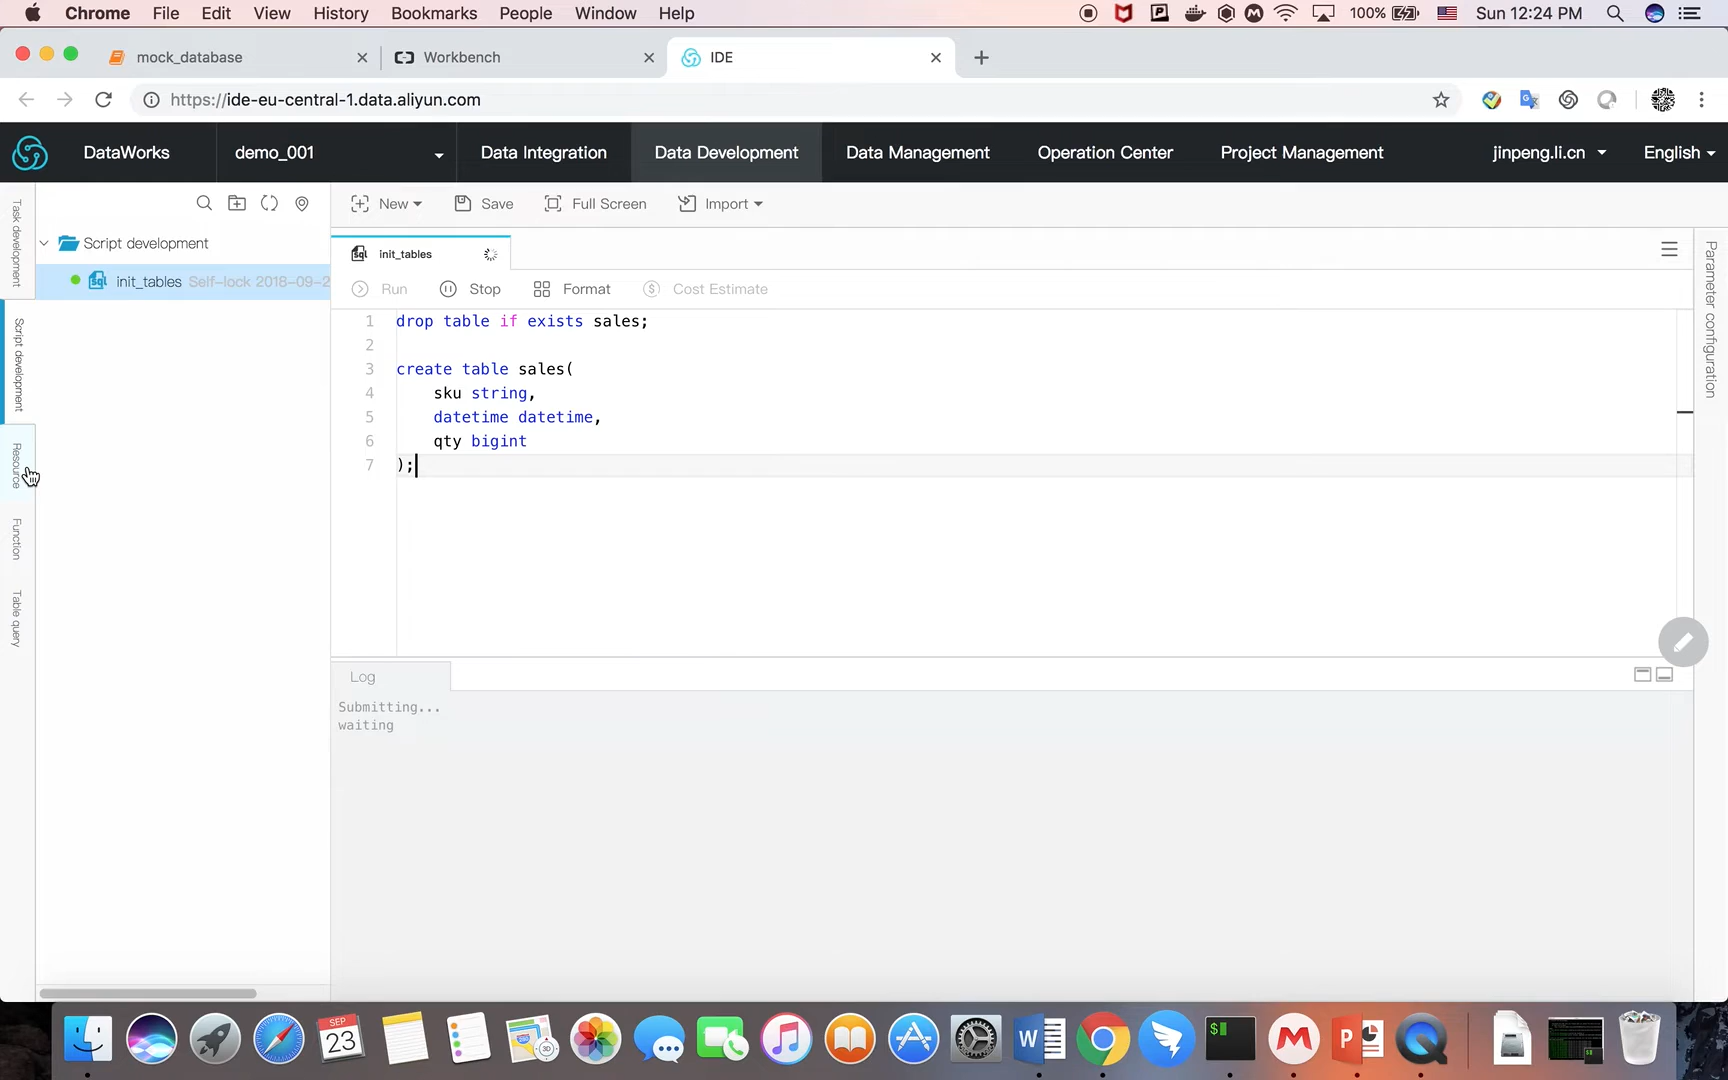 Chrome File Edit View History Bookmarks People Window Help 100% Sun 12:24 PM
mock_database Workbench IDE
https://ide-eu-central-1.data.aliyun.com
DataWorks demo_001 Data Integration Data Development Data Management Operation Center Project Management jinpeng.li.cn English
New Save Full Screen Import
Task development
Script development
Resource
Function
Table query
Script development
init_tables Self-lock 2018-09-2
init_tables
Run Stop Format Cost Estimate
1 drop table if exists sales;
2
3 create table sales(
4 sku string,
5 datetime datetime,
6 qty bigint
7 );
Parameter configuration
Log
Submitting...
waiting
SEP
23